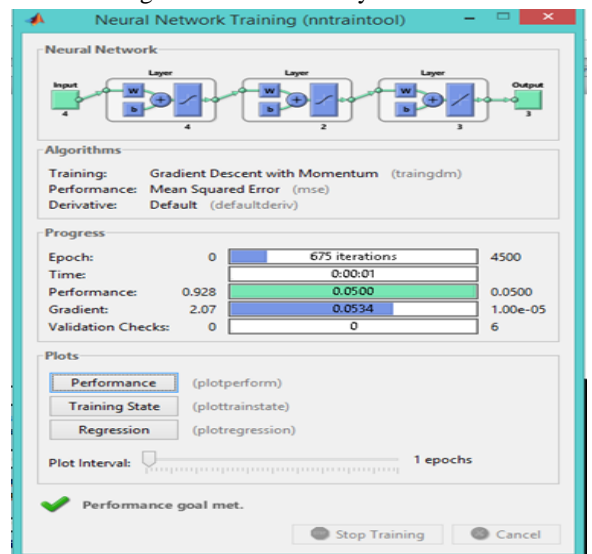 Neural Network Training (nntraintool)
Neural Network
Layer Layer Layer
Input Output
W W W
b b b
4 3
4 2 3
Algorithms
Training: Gradient Descent with Momentum (traingdm)
Performance: Mean Squared Error (mse)
Derivative: Default (defaultderiv)
Progress
Epoch: 0 675 iterations 4500
Time: 0:00:01
Performance: 0.928 0.0500 0.0500
Gradient: 2.07 0.0534 1.00e-05
Validation Checks: 0 0 6
Plots
Performance (plotperform)
Training State (plottrainstate)
Regression (plotregression)
Plot Interval: 1 epochs
Performance goal met.
Stop Training Cancel